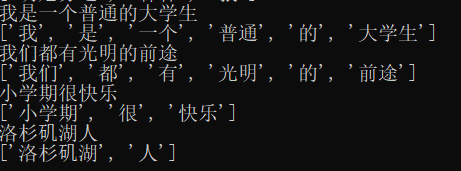 我是一个普通的大学生
['我', '是', '一个', '普通', '的', '大学生']
我们都有光明的前途
['我们', '都', '有', '光明', '的', '前途']
小学期很快乐
['小学期', '很', '快乐']
洛杉矶湖人
['洛杉矶湖', '人']